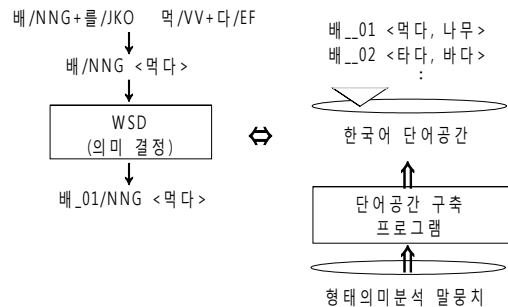 배/NNG+를/JKO 먹/VV+다/EF
배/NNG <먹다>
WSD
(의미 결정)
배_01/NNG <먹다>
배__01 <먹다, 나무>
배__02 <타다, 바다>
:
한국어 단어공간
단어공간 구축
프로그램
형태의미분석 말뭉치